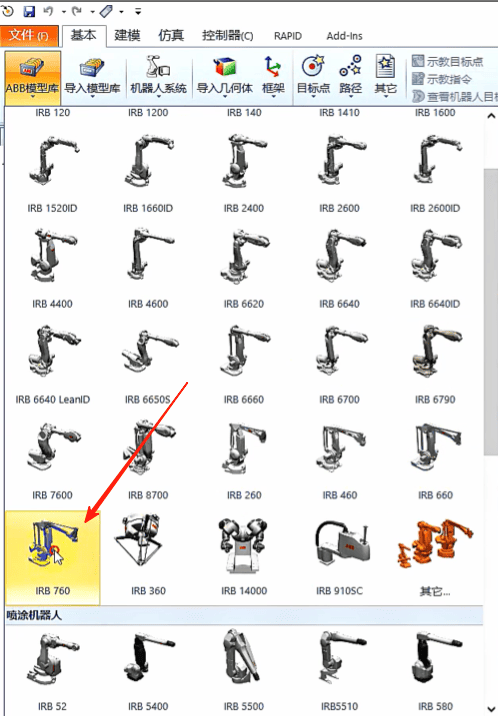 文件(F) 基本 建模 仿真 控制器(C) RAPID Add-Ins
ABB模型库 导入模型库 机器人系统 导入几何体 框架 目标点 路径 其它
示教目标点
示教指令
查看机器人目标
IRB 120 IRB 1200 IRB 140 IRB 1410 IRB 1600
IRB 1520ID IRB 1660ID IRB 2400 IRB 2600 IRB 2600ID
IRB 4400 IRB 4600 IRB 6620 IRB 6640 IRB 6640ID
IRB 6640 LeanID IRB 6650S IRB 6660 IRB 6700 IRB 6790
IRB 7600 IRB 8700 IRB 260 IRB 460 IRB 660
IRB 760 IRB 360 IRB 14000 IRB 910SC 其它...
喷涂机器人
IRB 52 IRB 5400 IRB 5500 IRB5510 IRB 580